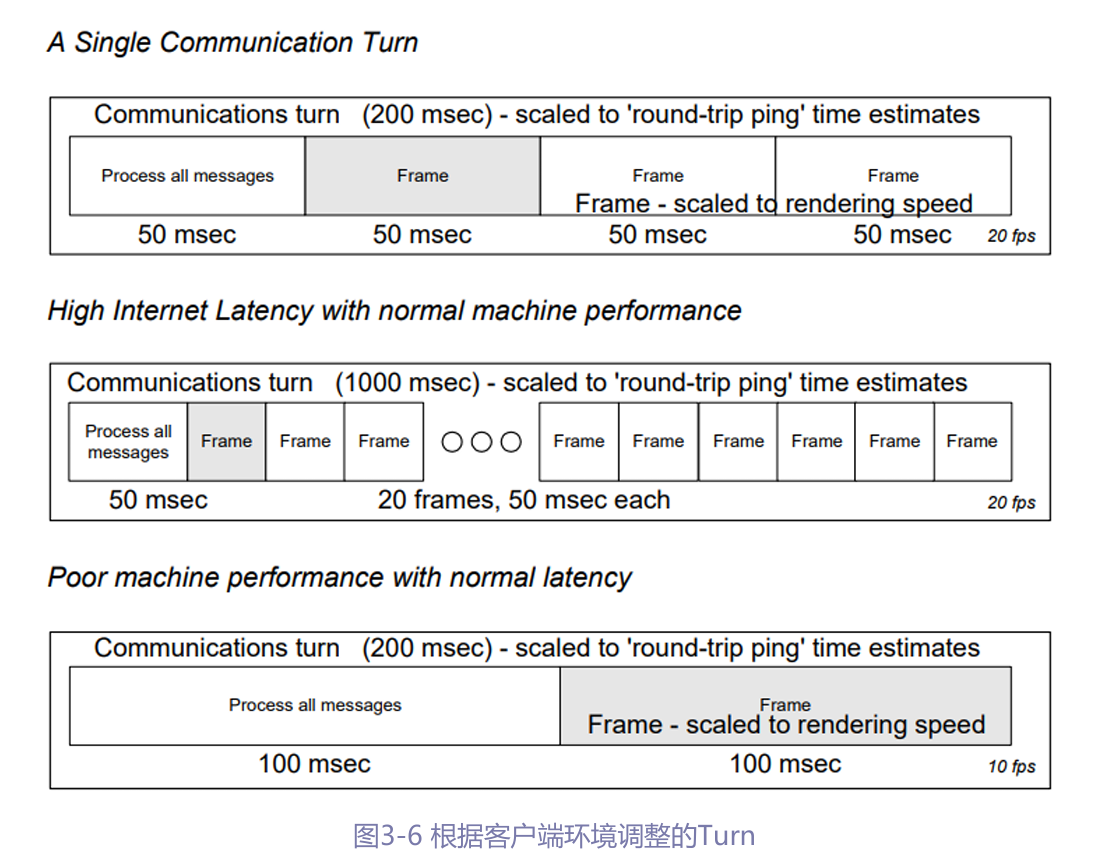 A Single Communication Turn
Communications turn (200 msec) - scaled to 'round-trip ping' time estimates
Process all messages
Frame
Frame
Frame
Frame - scaled to rendering speed
50 msec
50 msec
50 msec
50 msec
20 fps
High Internet Latency with normal machine performance
Communications turn (1000 msec) - scaled to 'round-trip ping' time estimates
Process all
messages
Frame
Frame
Frame
Frame
Frame
Frame
Frame
Frame
Frame
50 msec
20 frames, 50 msec each
20 fps
Poor machine performance with normal latency
Communications turn (200 msec) - scaled to 'round-trip ping' time estimates
Process all messages
Frame
Frame - scaled to rendering speed
100 msec
100 msec
10 fps
图3-6 根据客户端环境调整的Turn